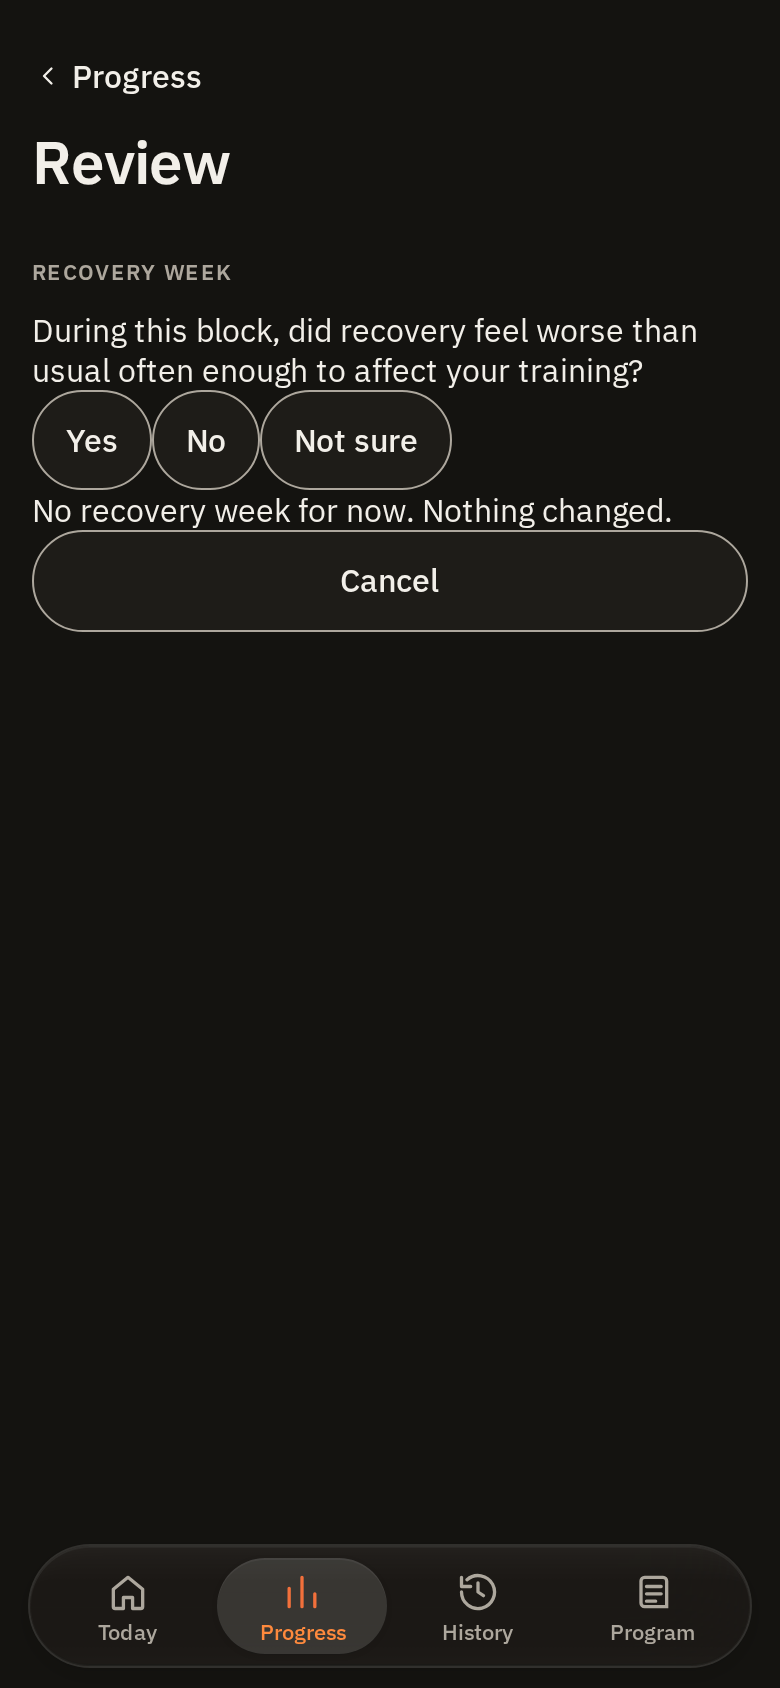 Progress
Review
RECOVERY WEEK
During this block, did recovery feel worse than
usual often enough to affect your training?
Yes No Not sure
No recovery week for now. Nothing changed.
Cancel
Today Progress History Program